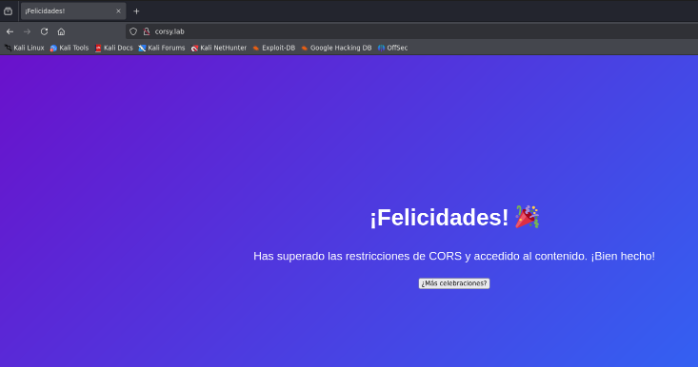 ¡Felicidades!
corsy.lab
Kali Linux Kali Tools Kali Docs Kali Forums Kali NetHunter Exploit-DB Google Hacking DB OffSec
¡Felicidades! 🎉
Has superado las restricciones de CORS y accedido al contenido. ¡Bien hecho!
¿Más celebraciones?